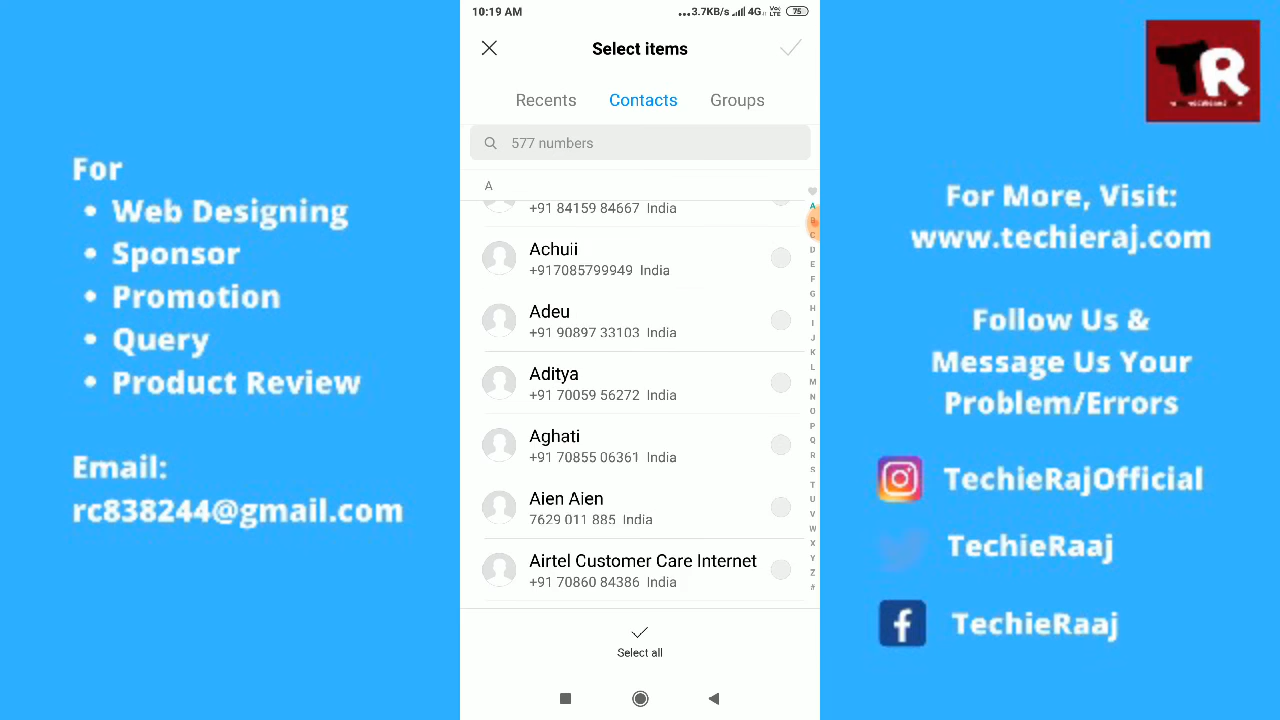 For
• Web Designing
• Sponsor
• Promotion
• Query
• Product Review
Email:
rc838244@gmail.com
10:19 AM
...3.7KB/s 4G Vo LTE 75
Select items
Recents Contacts Groups
577 numbers
A
+91 84159 84667 India
Achuii
+917085799949 India
Adeu
+91 90897 33103 India
Aditya
+91 70059 56272 India
Aghati
+91 70855 06361 India
Aien Aien
7629 011 885 India
Airtel Customer Care Internet
+91 70860 84386 India
A
C
D
E
F
G
H
I
J
K
L
M
N
O
P
Q
R
S
T
U
V
W
X
Y
Z
#
Select all
TR
For More, Visit:
www.techieraj.com
Follow Us &
Message Us Your
Problem/Errors
TechieRajOfficial
TechieRaaj
TechieRaaj